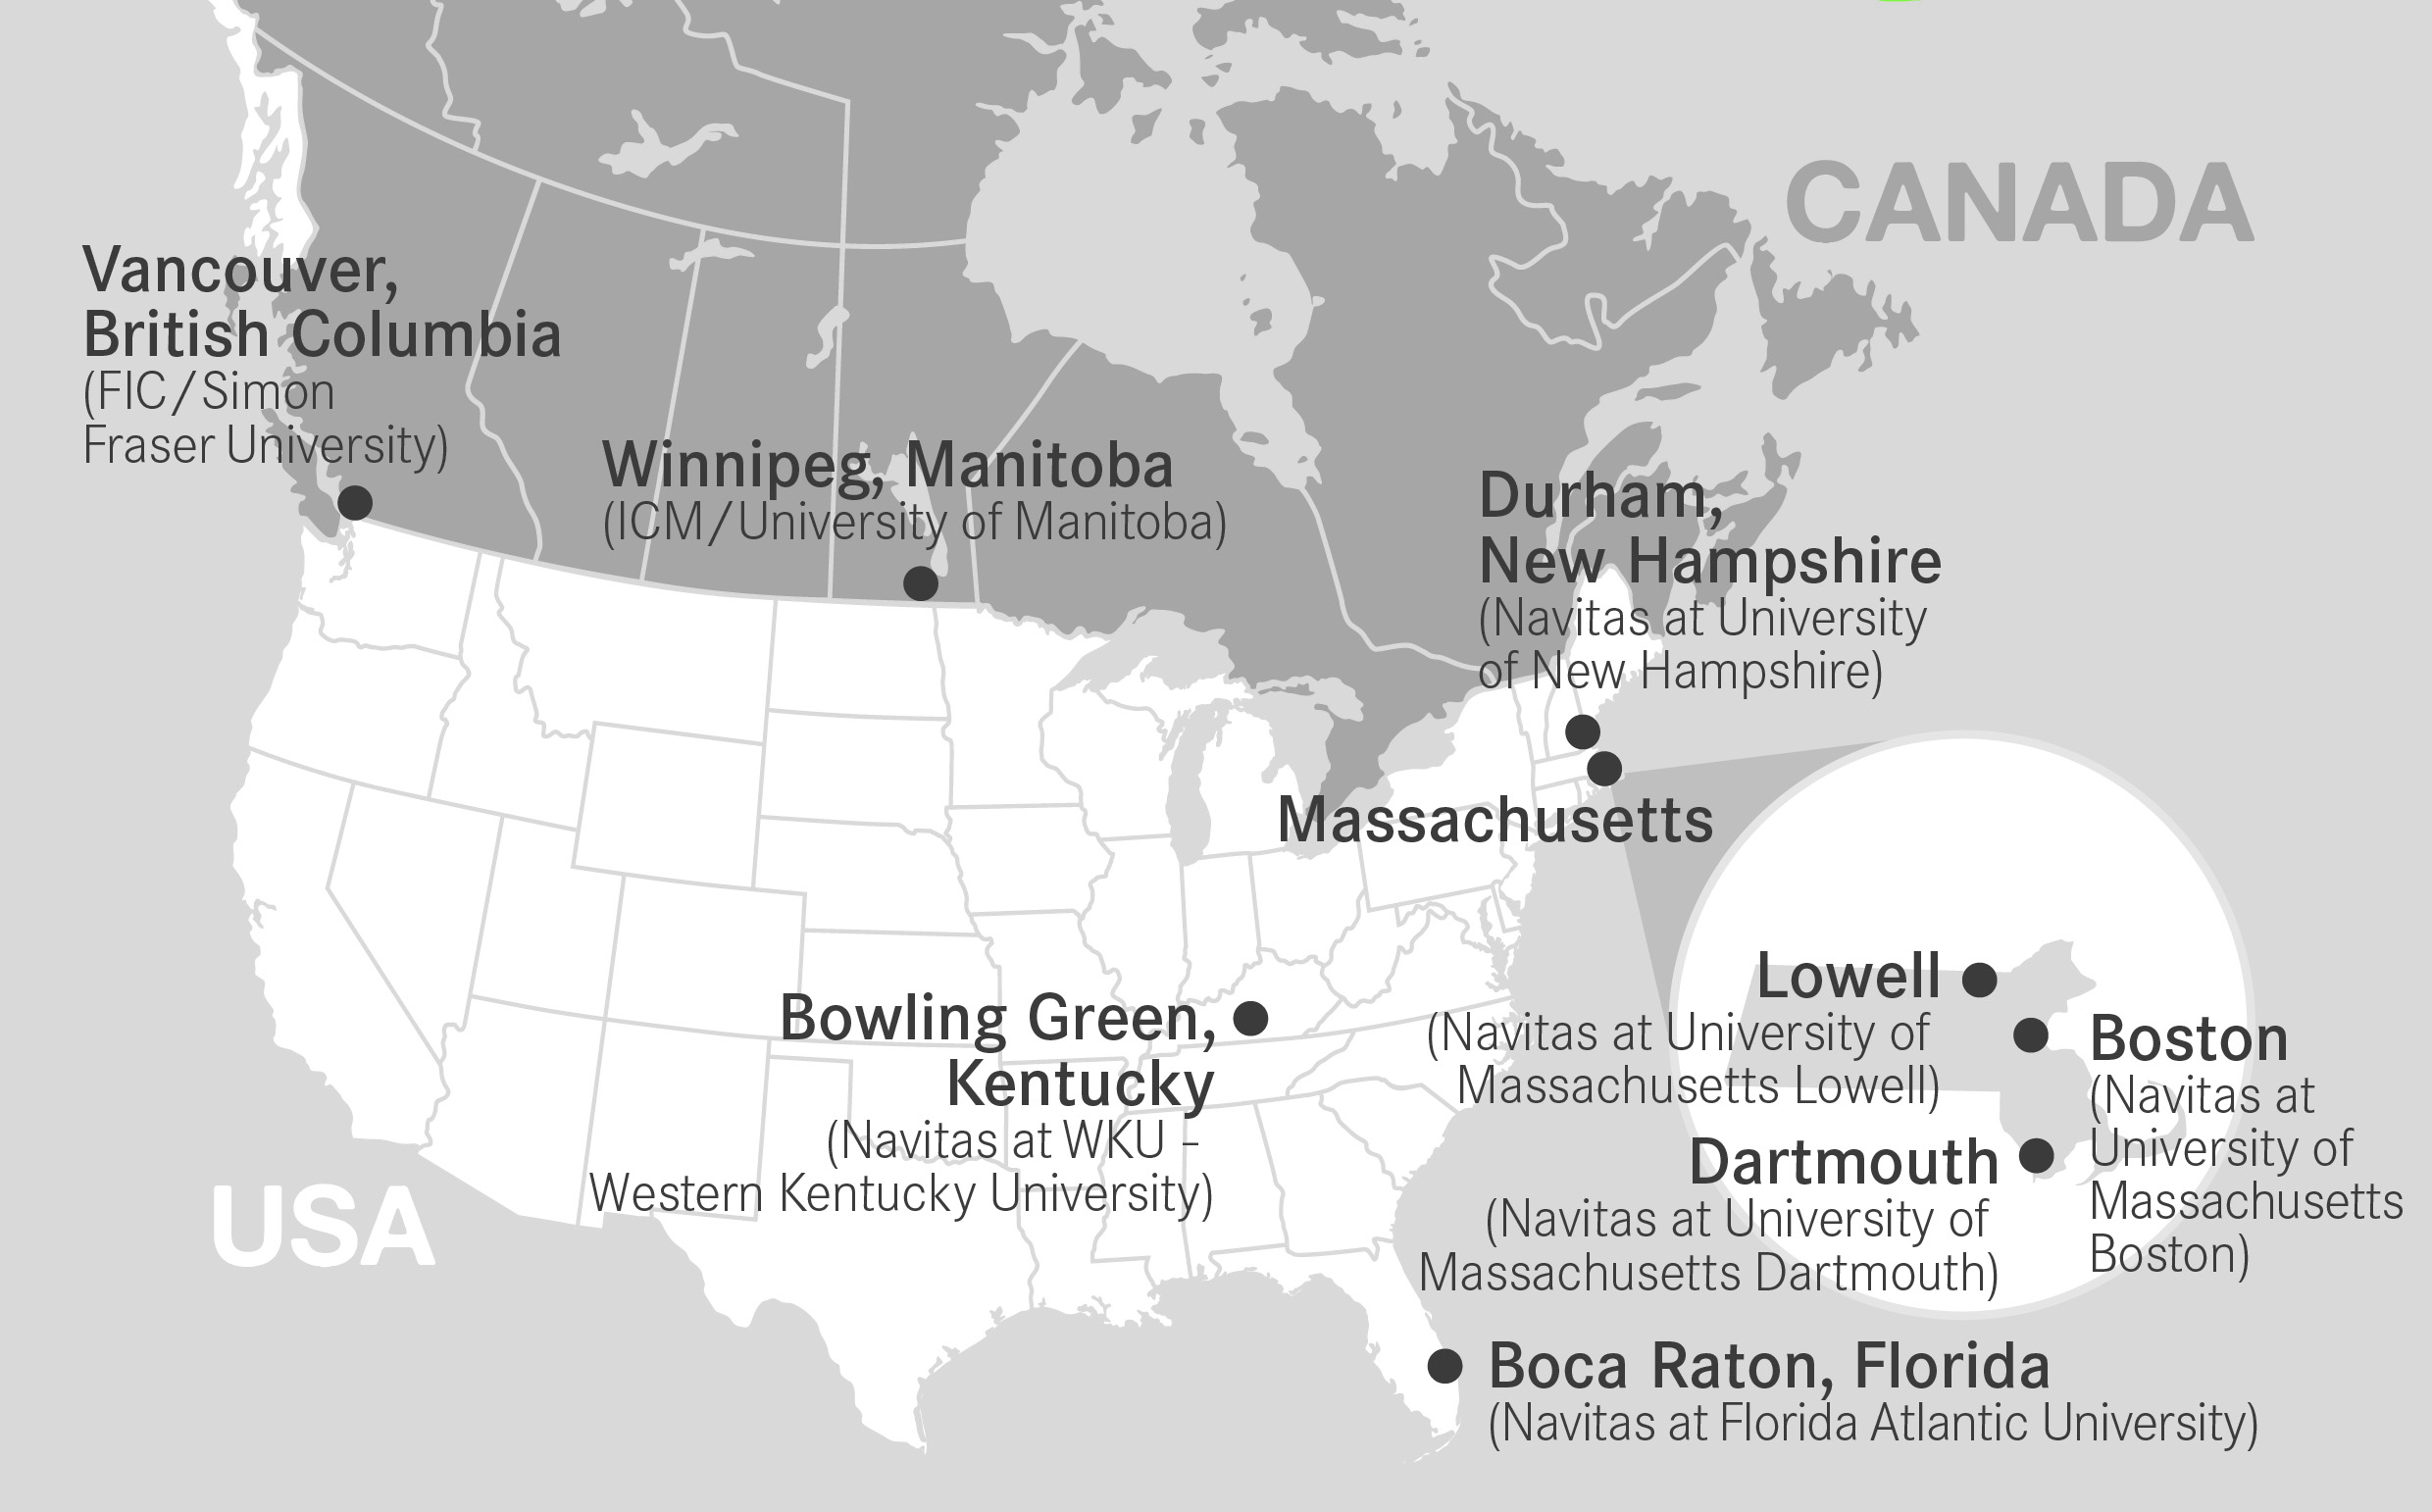 CANADA
Vancouver,
British Columbia
(FIC/Simon
Fraser University)
Winnipeg, Manitoba
(ICM/University of Manitoba)
Durham,
New Hampshire
(Navitas at University
of New Hampshire)
Massachusetts
Lowell
(Navitas at University of
Massachusetts Lowell)
Boston
(Navitas at
University of
Massachusetts
Boston)
Dartmouth
(Navitas at University of
Massachusetts Dartmouth)
Bowling Green,
Kentucky
(Navitas at WKU –
Western Kentucky University)
USA
Boca Raton, Florida
(Navitas at Florida Atlantic University)